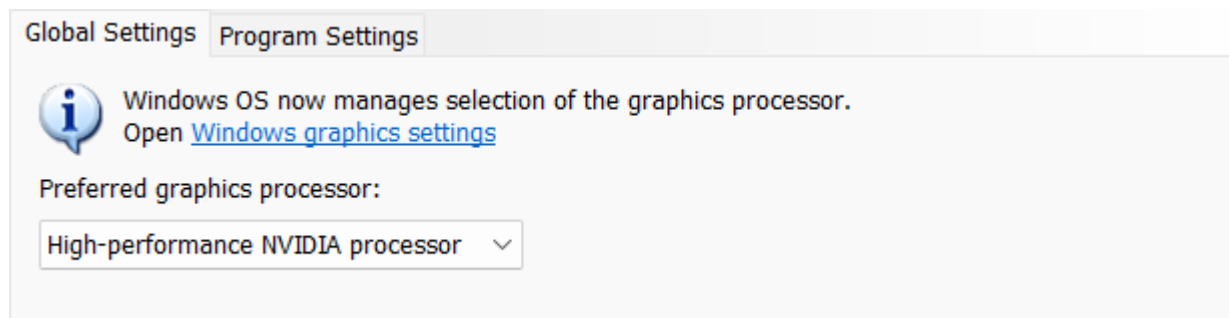 Global Settings Program Settings
Windows OS now manages selection of the graphics processor.
Open Windows graphics settings
Preferred graphics processor:
High-performance NVIDIA processor